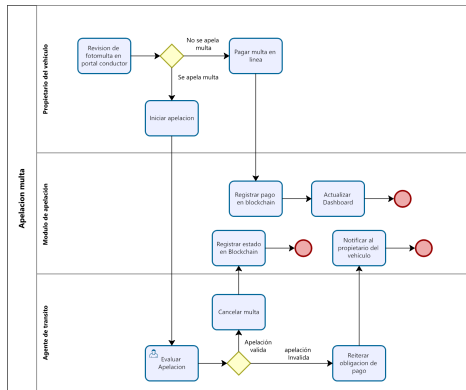 Apelacion multa
Propietario del vehiculo
Revision de
fotomulta en
portal conductor
No se apela
multa
Pagar multa en
linea
Se apela multa
Iniciar apelacion
Modulo de apelación
Registrar pago
en blockchain
Actualizar
Dashboard
Registrar estado
en Blockchain
Notificar al
propietario del
vehículo
Agente de transito
Cancelar multa
Evaluar
Apelacion
Apelación
valida
apelación
Invalida
Reiterar
obligacion de
pago